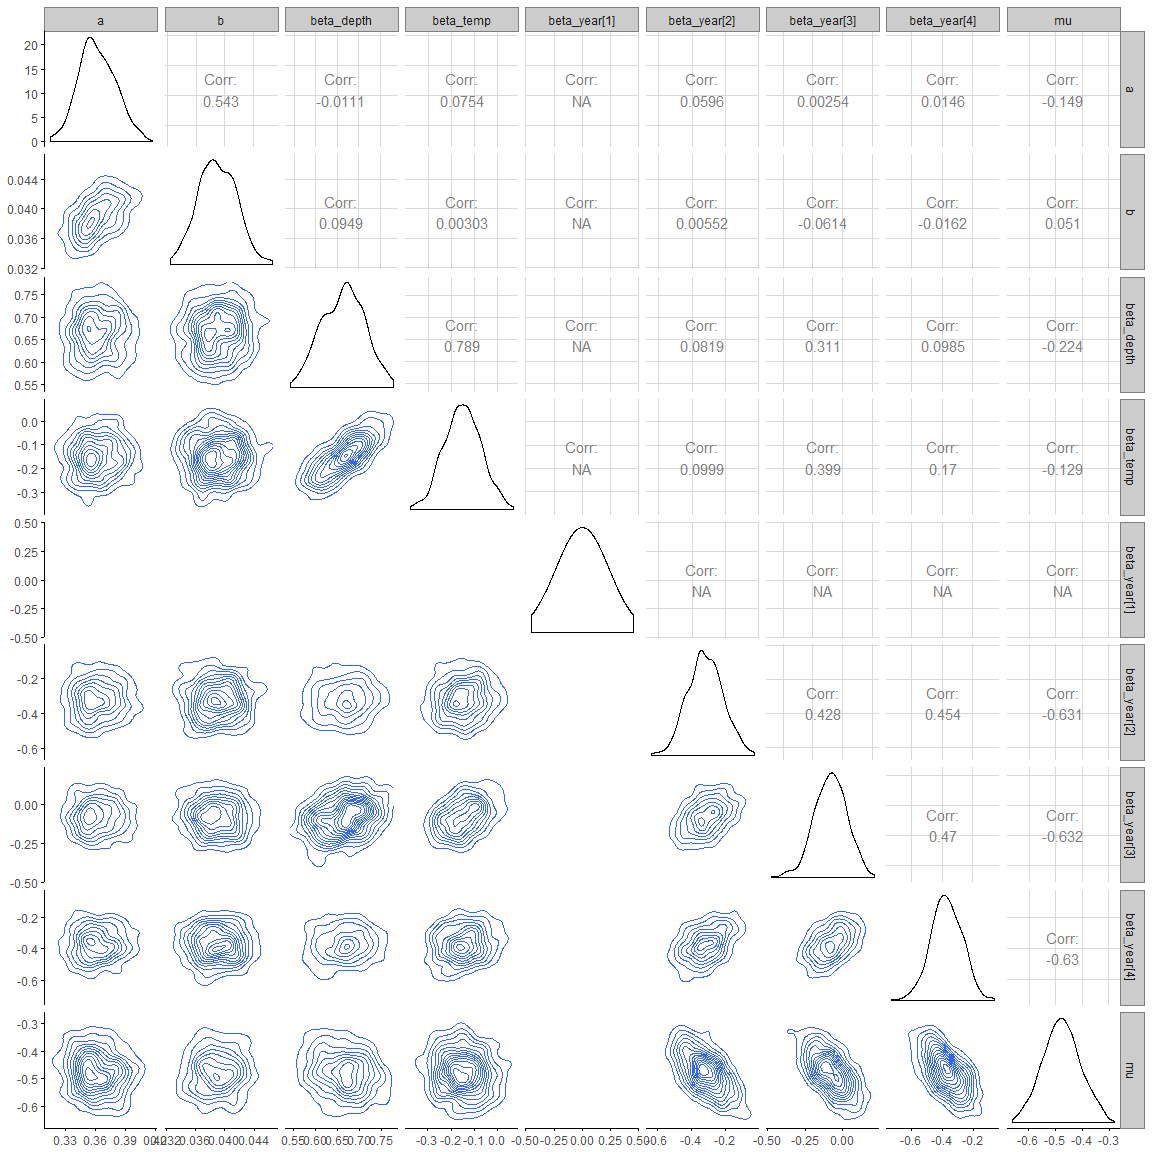 a b beta_depth beta_temp beta_year[1] beta_year[2] beta_year[3] beta_year[4] mu
20
15
10
5
0
Corr: Corr: Corr: Corr: Corr: Corr: Corr: Corr:
0.543 -0.0111 0.0754 NA 0.0596 0.00254 0.0146 -0.149
a
0.044
0.040
0.036
0.032
Corr: Corr: Corr: Corr: Corr: Corr: Corr:
0.0949 0.00303 NA 0.00552 -0.0614 -0.0162 0.051
b
0.75
0.70
0.65
0.60
0.55
Corr: Corr: Corr: Corr: Corr: Corr:
0.789 NA 0.0819 0.311 0.0985 -0.224
beta_depth
0.0
-0.1
-0.2
-0.3
Corr: Corr: Corr: Corr: Corr:
NA 0.0999 0.399 0.17 -0.129
beta_temp
0.50
0.25
0.00
-0.25
-0.50
Corr: Corr: Corr: Corr:
NA NA NA NA
beta_year[1]
-0.2
-0.4
-0.6
Corr: Corr: Corr:
0.428 0.454 -0.631
beta_year[2]
0.00
-0.25
-0.50
Corr: Corr:
0.47 -0.632
beta_year[3]
-0.2
-0.4
-0.6
Corr:
-0.63
beta_year[4]
-0.3
-0.4
-0.5
-0.6
mu
0.33 0.36 0.39 0.036 0.040 0.044 0.55 0.60 0.65 0.70 0.75 -0.3 -0.2 -0.1 0.0 -0.50 -0.25 0.00 0.25 0.50 -0.6 -0.4 -0.2 -0.50 -0.25 0.00 -0.6 -0.4 -0.2 -0.6 -0.5 -0.4 -0.3